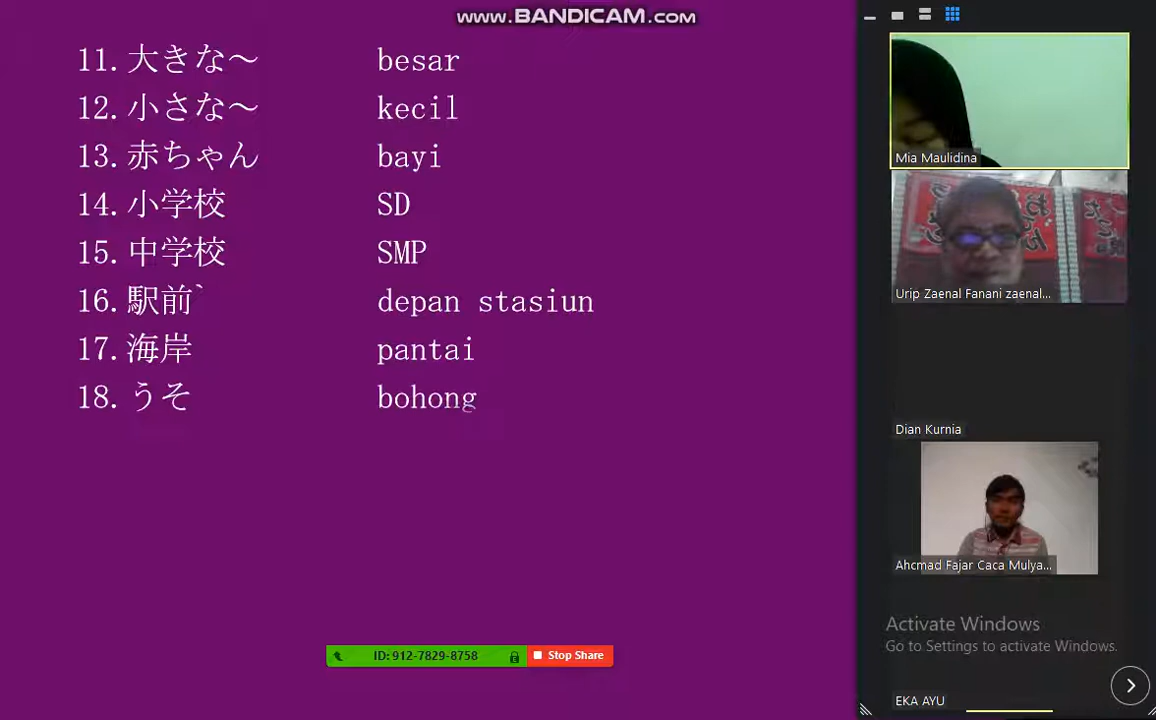 www.BANDICAM.com
11. 大きな～ besar
12. 小さな～ kecil
13. 赤ちゃん bayi
14. 小学校 SD
15. 中学校 SMP
16. 駅前` depan stasiun
17. 海岸 pantai
18. うそ bohong
ID: 912-7829-8758 Stop Share
Mia Maulidina
Urip Zaenal Fanani zaenal...
Dian Kurnia
Ahcmad Fajar Caca Mulya...
Activate Windows
Go to Settings to activate Windows.
EKA AYU